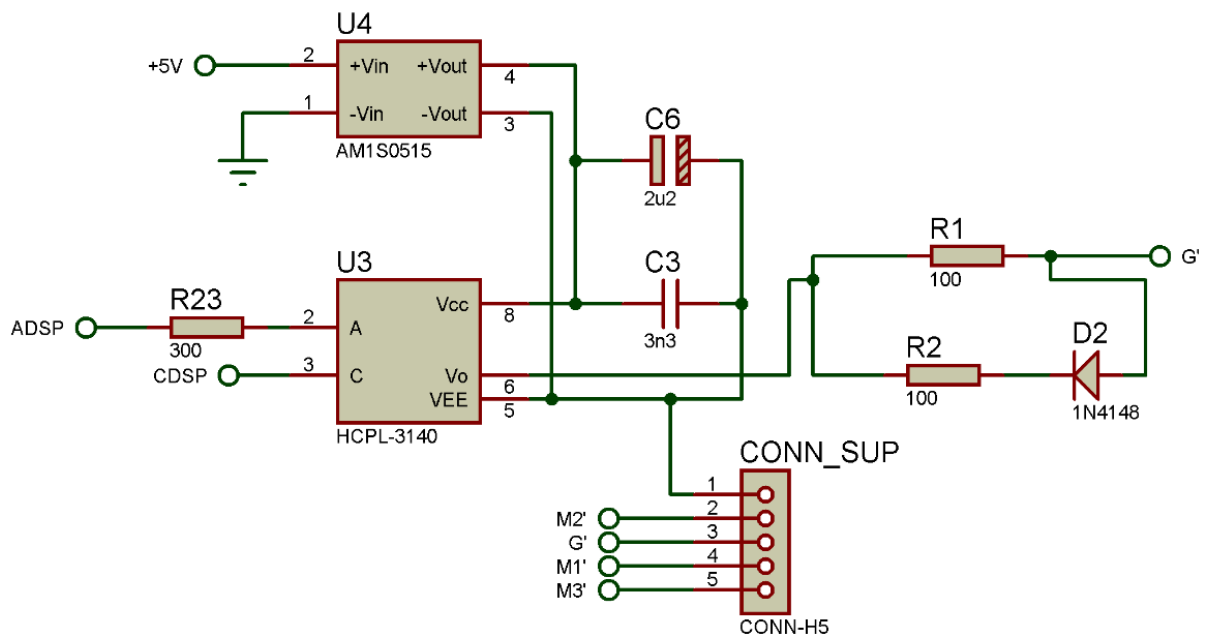 U4
+5V
2
+Vin
+Vout
4
1
-Vin
-Vout
3
AM1S0515
C6
2u2
U3
R23
300
ADSP
2
A
CDSP
3
C
Vcc
8
Vo
6
VEE
5
HCPL-3140
C3
3n3
R1
100
G'
R2
100
D2
1N4148
CONN_SUP
1
M2'
2
G'
3
M1'
4
M3'
5
CONN-H5